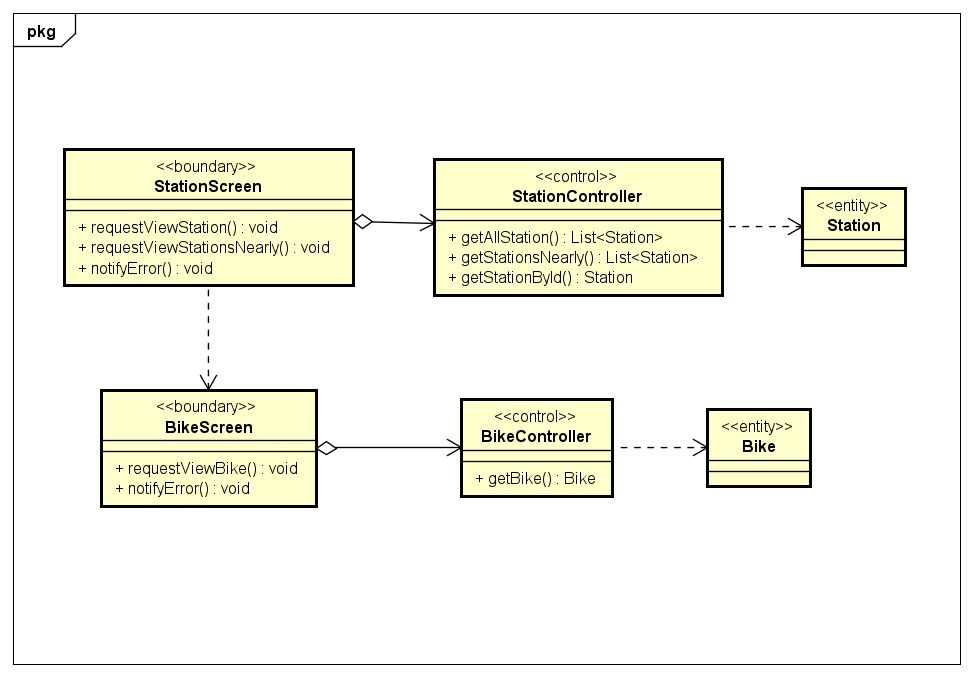 pkg
<<boundary>>
StationScreen
+ requestViewStation() : void
+ requestViewStationsNearly() : void
+ notifyError() : void
<<control>>
StationController
+ getAllStation() : List<Station>
+ getStationsNearly() : List<Station>
+ getStationById() : Station
<<entity>>
Station
<<boundary>>
BikeScreen
+ requestViewBike() : void
+ notifyError() : void
<<control>>
BikeController
+ getBike() : Bike
<<entity>>
Bike